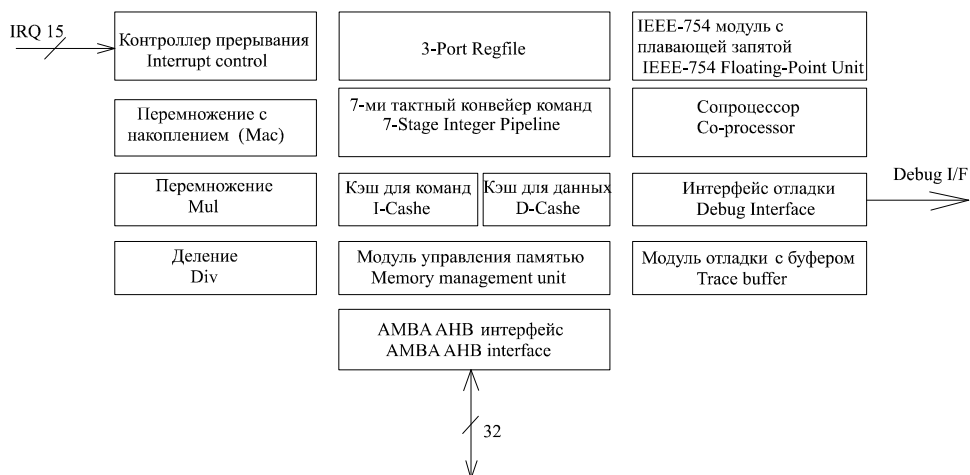 IRQ 15
Контроллер прерывания
Interrupt control
3-Port Regfile
IEEE-754 модуль с
плавающей запятой
IEEE-754 Floating-Point Unit
Перемножение с
накоплением (Mac)
7-ми тактный конвейер команд
7-Stage Integer Pipeline
Сопроцессор
Co-processor
Перемножение
Mul
Кэш для команд
I-Cashe
Кэш для данных
D-Cashe
Интерфейс отладки
Debug Interface
Debug I/F
Деление
Div
Модуль управления памятью
Memory management unit
Модуль отладки с буфером
Trace buffer
AMBA AHB интерфейс
AMBA AHB interface
32